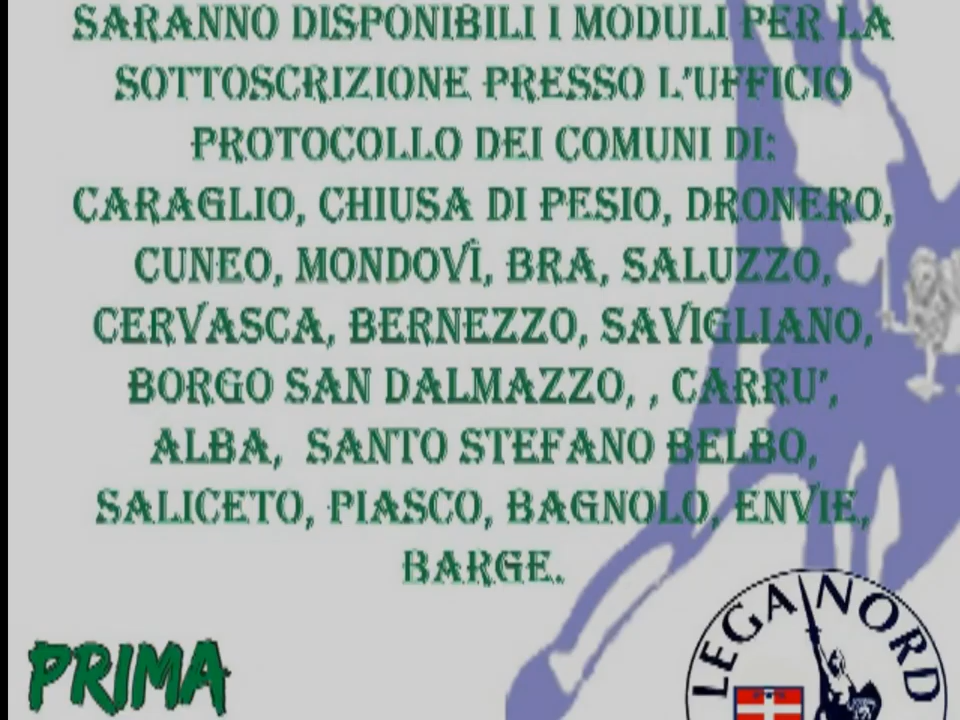 SARANNO DISPONIBILI I MODULI PER LA
SOTTOSCRIZIONE PRESSO L'UFFICIO
PROTOCOLLO DEI COMUNI DI:
CARAGLIO, CHIUSA DI PESIO, DRONERO,
CUNEO, MONDOVÌ, BRA, SALUZZO,
CERVASCA, BERNEZZO, SAVIGLIANO,
BORGO SAN DALMAZZO, , CARRU',
ALBA, SANTO STEFANO BELBO,
SALICETO, PIASCO, BAGNOLO, ENVIE,
BARGE.
PRIMA
LEGA NORD